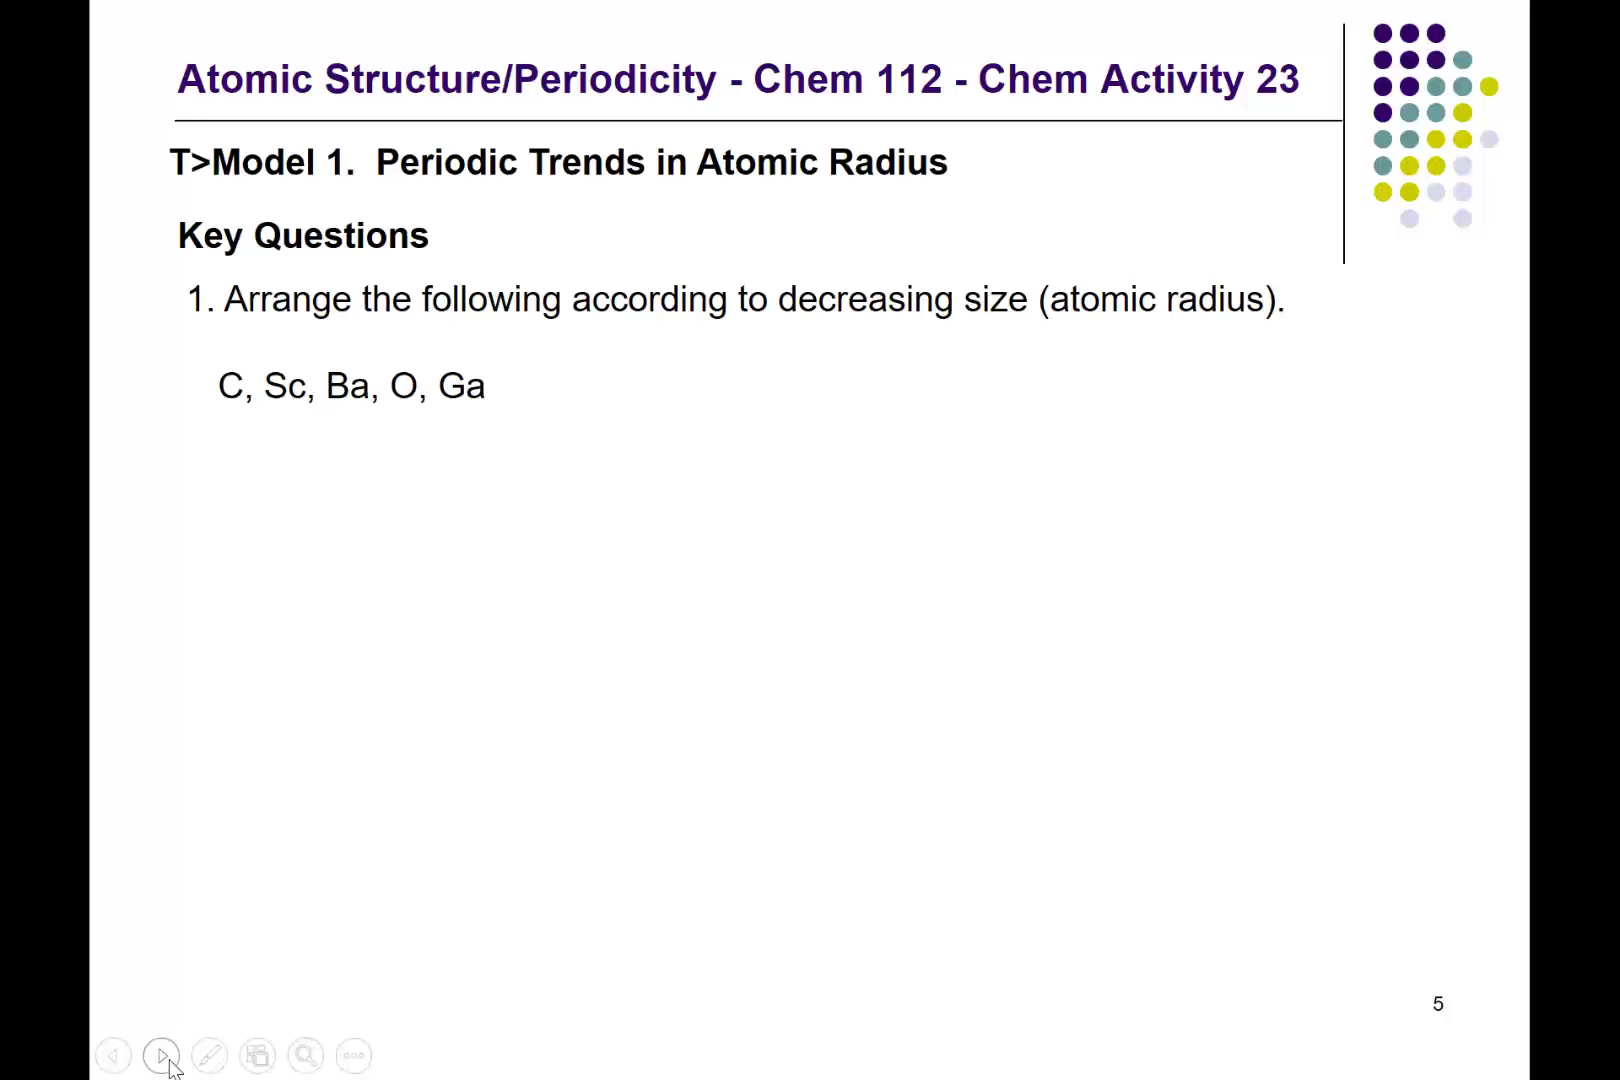 Atomic Structure/Periodicity - Chem 112 - Chem Activity 23
T>Model 1.  Periodic Trends in Atomic Radius
Key Questions
1. Arrange the following according to decreasing size (atomic radius).
C, Sc, Ba, O, Ga
5